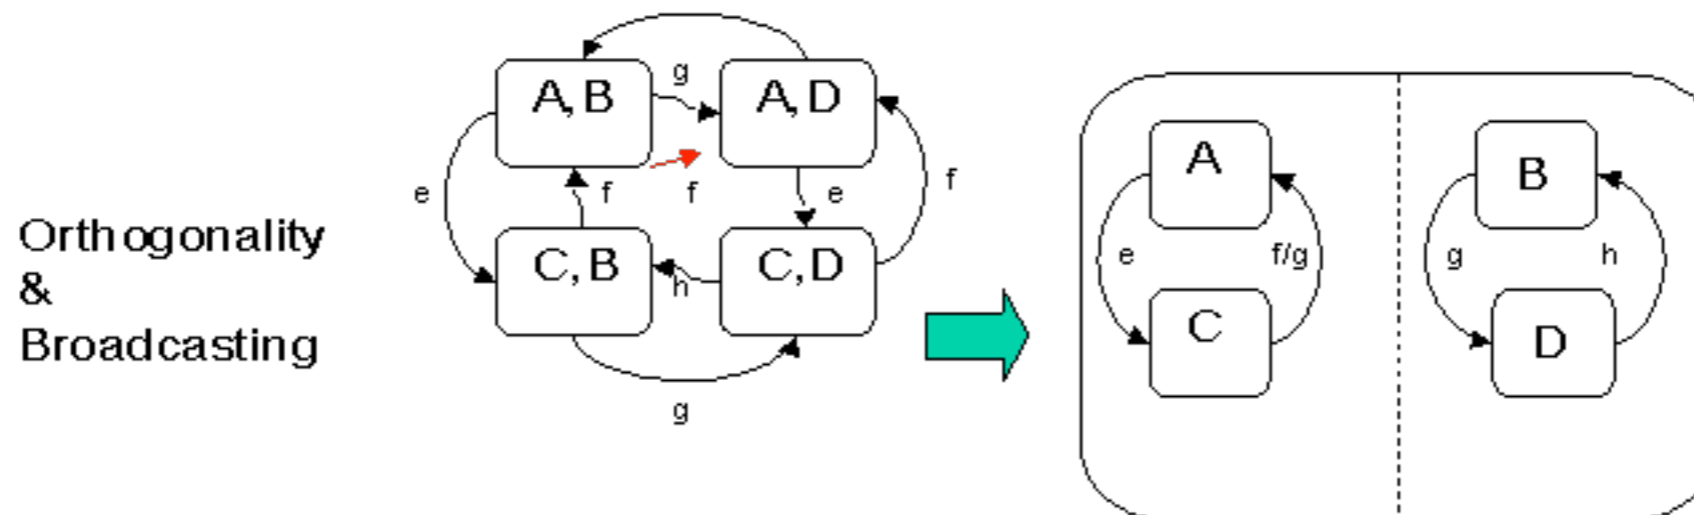 Orthogonality
&
Broadcasting
g
A,B
A,D
e
f
f
e
f
C,B
h
C,D
g
A
B
e
f/g
g
h
C
D